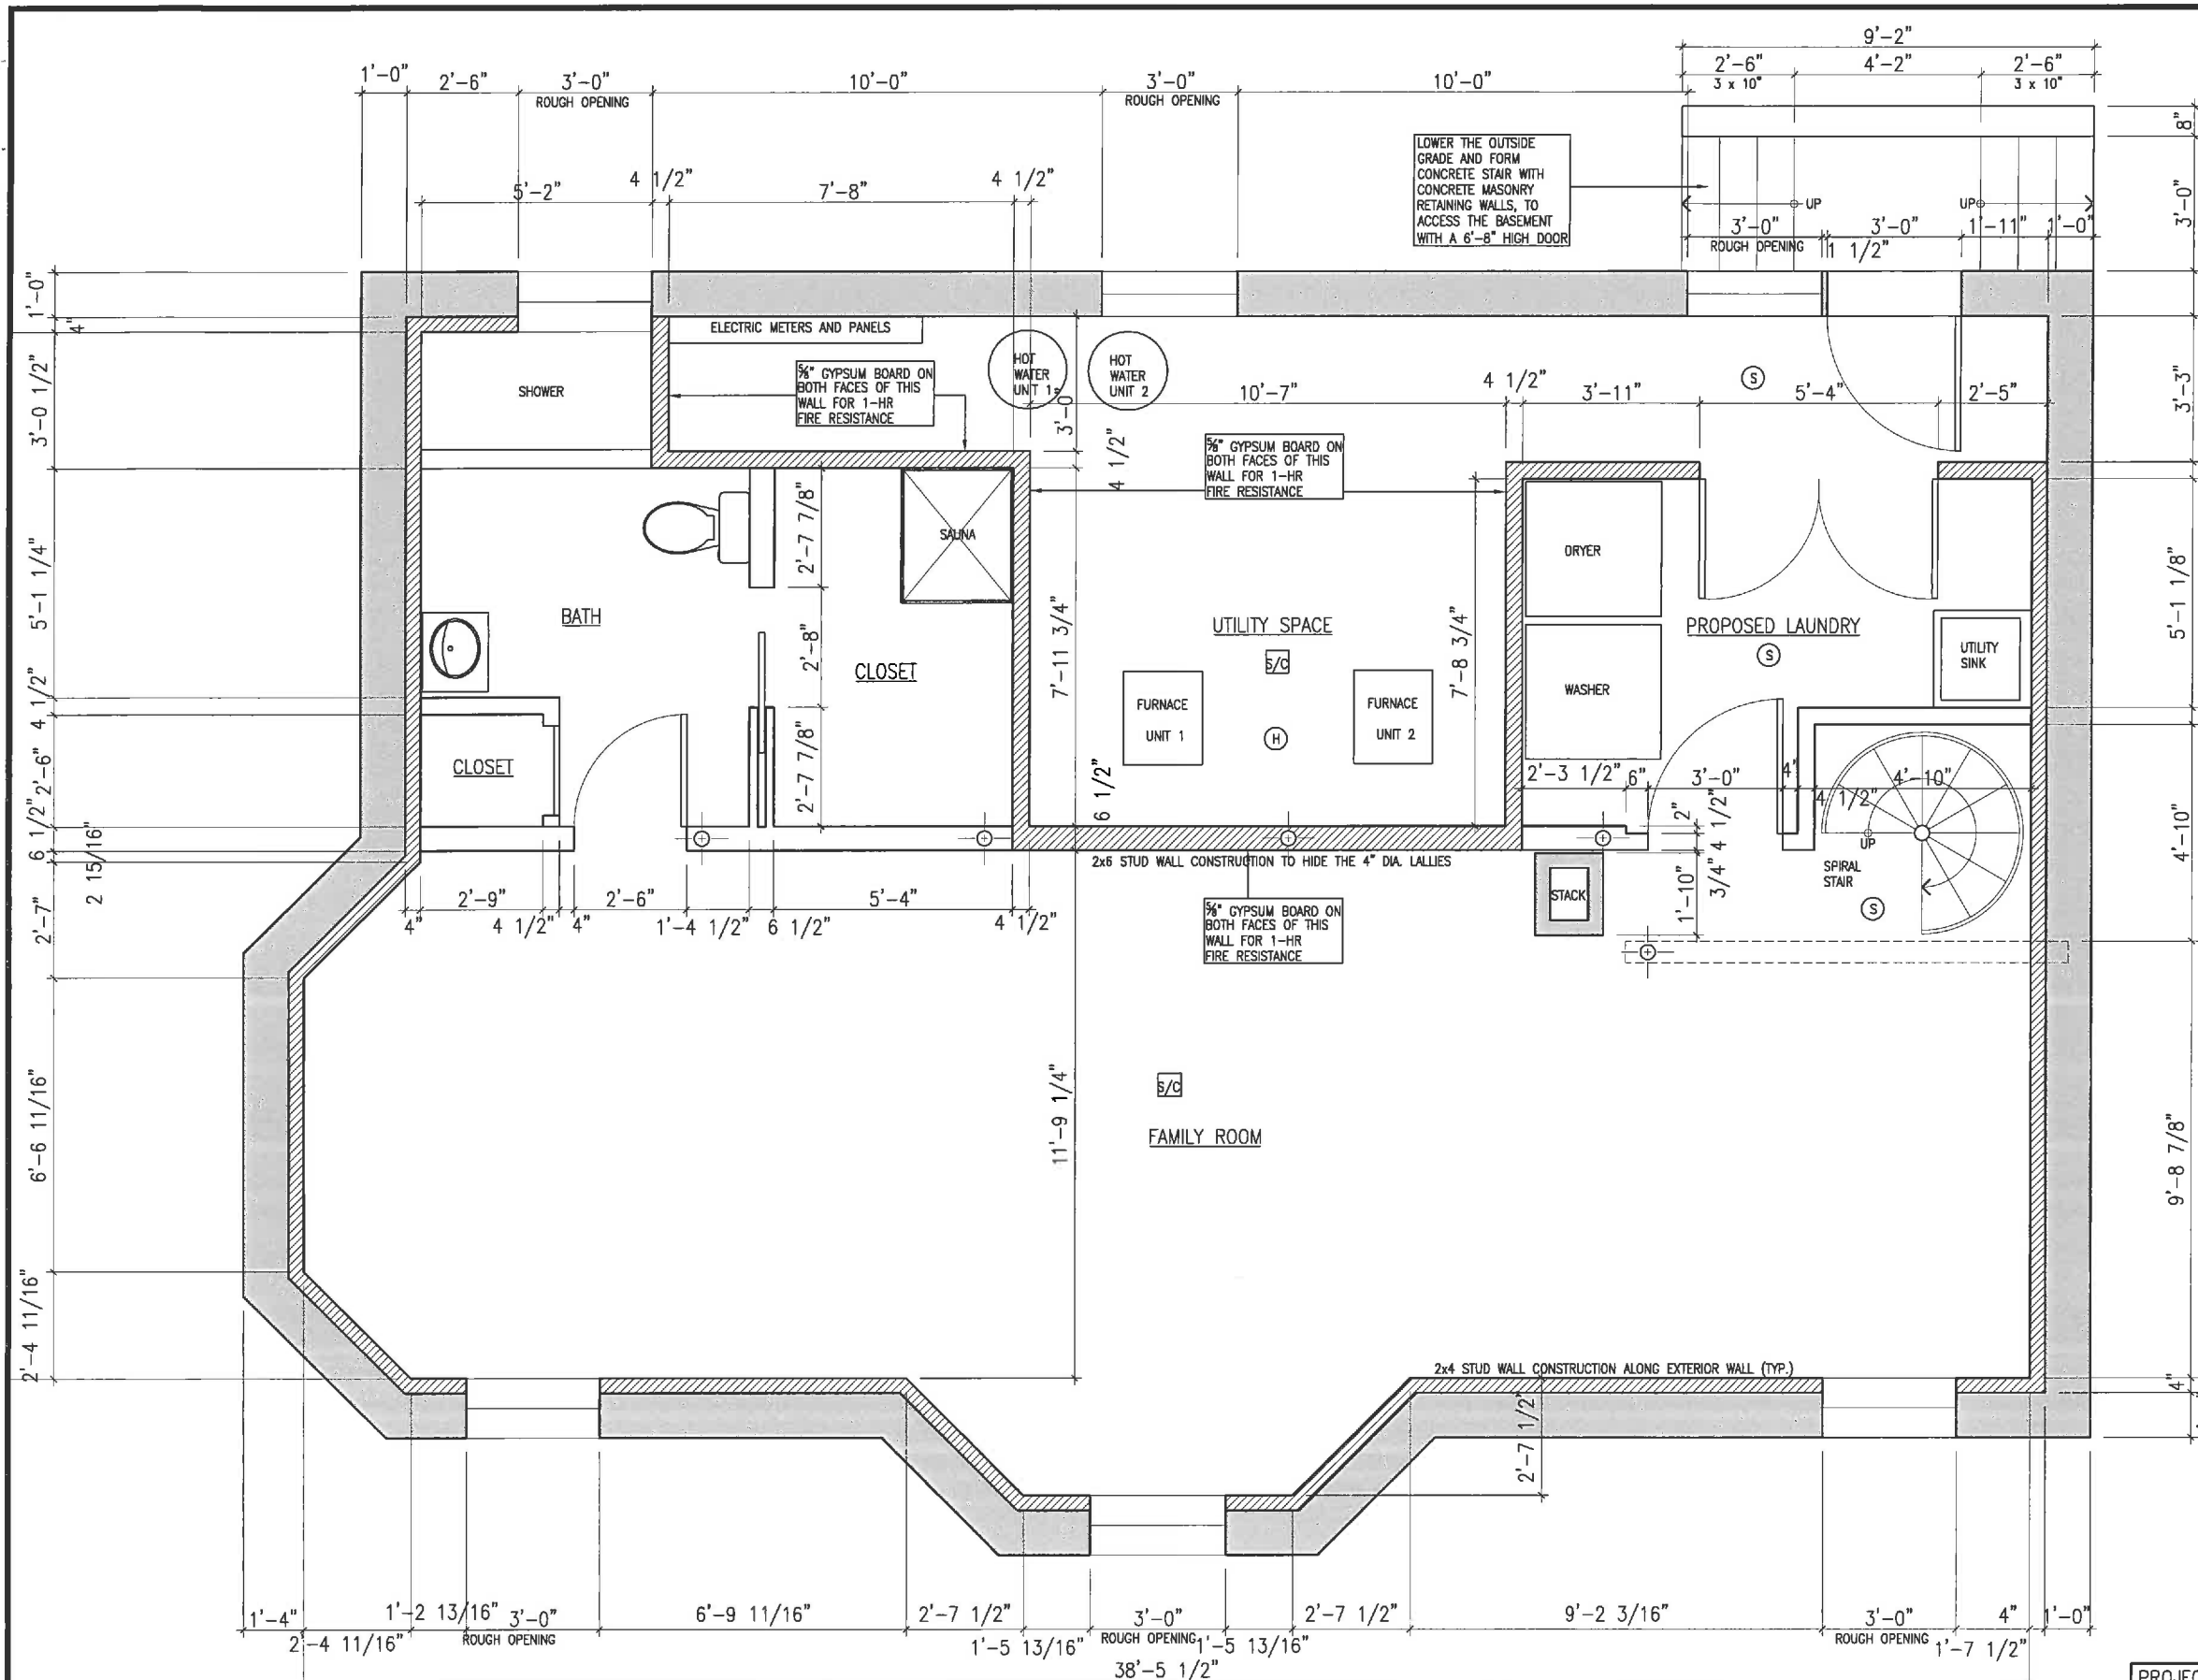 9'-2"
2'-6" 4'-2" 2'-6"
3 x 10" 3 x 10"
1'-0" 2'-6" 3'-0" 10'-0" 3'-0" 10'-0"
ROUGH OPENING ROUGH OPENING
8"
LOWER THE OUTSIDE
GRADE AND FORM
CONCRETE STAIR WITH
CONCRETE MASONRY
RETAINING WALLS, TO
ACCESS THE BASEMENT
WITH A 6'-8" HIGH DOOR
5'-2" 4 1/2" 7'-8" 4 1/2"
UP UP
3'-0"
3'-0" 3'-0" 1'-11" 1'-0"
ROUGH OPENING 1 1/2"
1'-0"
4"
ELECTRIC METERS AND PANELS
HOT
WATER
UNIT 1
HOT
WATER
UNIT 2
SHOWER
5/8" GYPSUM BOARD ON
BOTH FACES OF THIS
WALL FOR 1-HR
FIRE RESISTANCE
3'-0 1/2"
3'-0"
10'-7" 4 1/2" 3'-11" 5'-4" 2'-5"
S
3'-3"
4 1/2"
5/8" GYPSUM BOARD ON
BOTH FACES OF THIS
WALL FOR 1-HR
FIRE RESISTANCE
2'-7 7/8"
SAUNA
DRYER
5'-1 1/4"
BATH
2'-8"
CLOSET
7'-11 3/4"
UTILITY SPACE
S/C
7'-8 3/4"
PROPOSED LAUNDRY
S
UTILITY
SINK
5'-1 1/8"
WASHER
4 1/2"
FURNACE
UNIT 1
H
FURNACE
UNIT 2
2'-6"
CLOSET
2'-7 7/8"
2'-3 1/2" 6" 3'-0" 4" 4'-10"
4 1/2"
6 1/2"
6 1/2"
2"
4 1/2"
3/4"
1'-10"
UP
SPIRAL
STAIR
S
4'-10"
2 15/16"
2x6 STUD WALL CONSTRUCTION TO HIDE THE 4" DIA. LALLIES
STACK
2'-9" 2'-6" 5'-4"
4" 4 1/2" 4" 1'-4 1/2" 6 1/2" 4 1/2"
5/8" GYPSUM BOARD ON
BOTH FACES OF THIS
WALL FOR 1-HR
FIRE RESISTANCE
2'-7"
6'-6 11/16"
11'-9 1/4"
S/C
FAMILY ROOM
9'-8 7/8"
2'-4 11/16"
2x4 STUD WALL CONSTRUCTION ALONG EXTERIOR WALL (TYP.)
4"
2'-7 1/2"
1'-4" 1'-2 13/16" 3'-0" 6'-9 11/16" 2'-7 1/2" 3'-0" 2'-7 1/2" 9'-2 3/16" 3'-0" 4" 1'-0"
2'-4 11/16" ROUGH OPENING 1'-5 13/16" ROUGH OPENING 1'-5 13/16" ROUGH OPENING 1'-7 1/2"
38'-5 1/2"